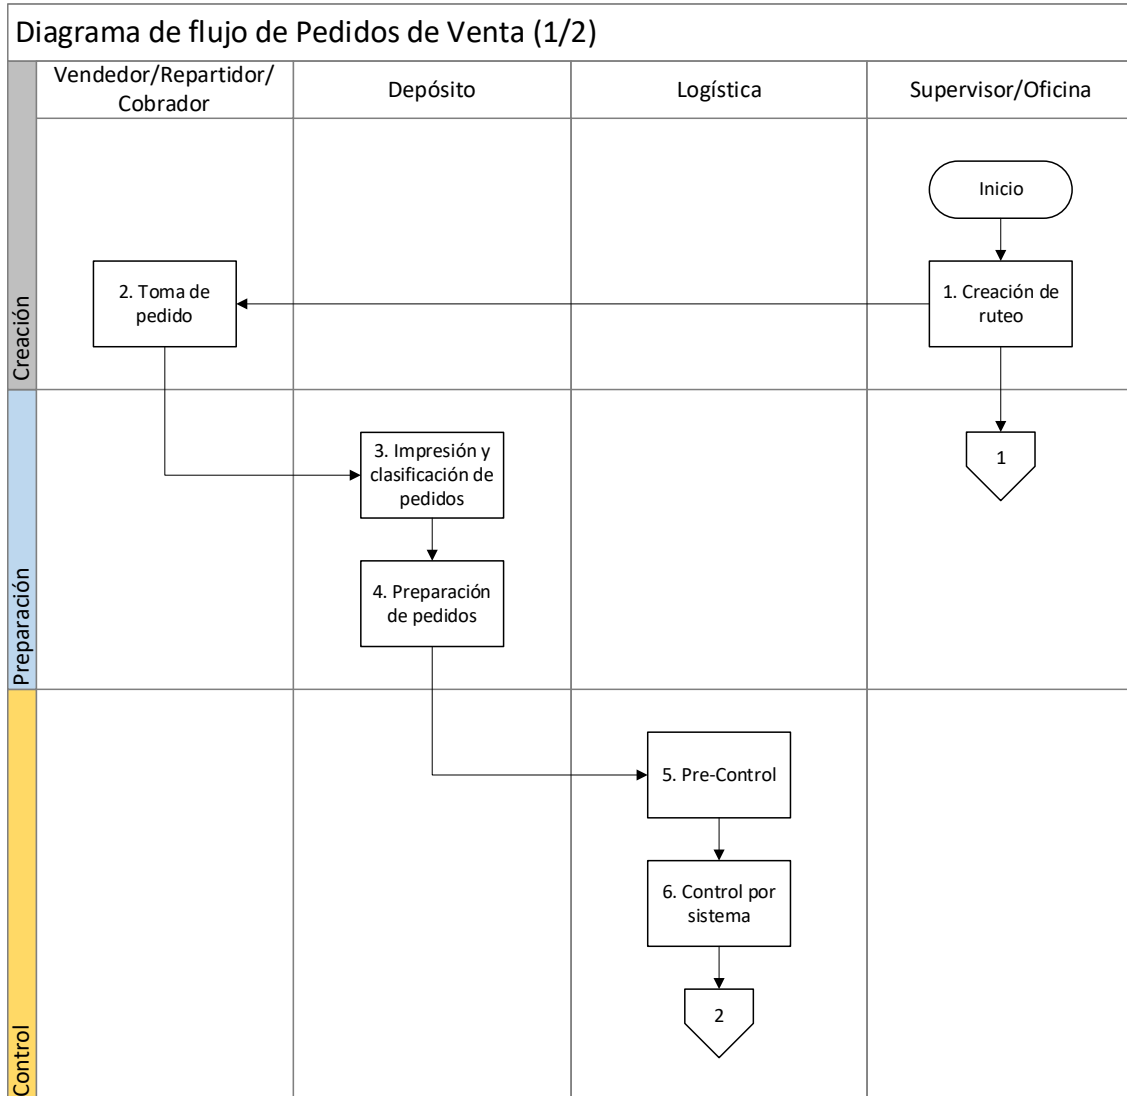 Diagrama de flujo de Pedidos de Venta (1/2)
Vendedor/Repartidor/
Cobrador
Depósito
Logística
Supervisor/Oficina
Creación
Inicio
2. Toma de
pedido
1. Creación de
ruteo
Preparación
3. Impresión y
clasificación de
pedidos
1
4. Preparación
de pedidos
Control
5. Pre-Control
6. Control por
sistema
2